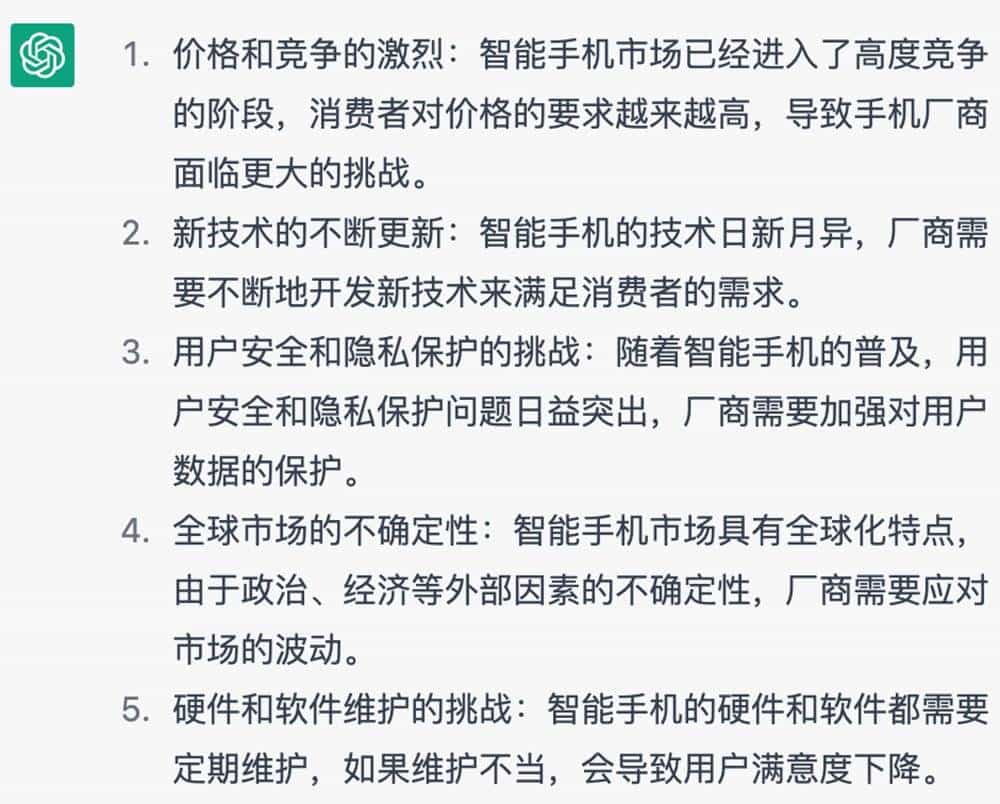 1. 价格和竞争的激烈：智能手机市场已经进入了高度竞争
的阶段，消费者对价格的要求越来越高，导致手机厂商
面临更大的挑战。
2. 新技术的不断更新：智能手机的技术日新月异，厂商需
要不断地开发新技术来满足消费者的需求。
3. 用户安全和隐私保护的挑战：随着智能手机的普及，用
户安全和隐私保护问题日益突出，厂商需要加强对用户
数据的保护。
4. 全球市场的不确定性：智能手机市场具有全球化特点，
由于政治、经济等外部因素的不确定性，厂商需要应对
市场的波动。
5. 硬件和软件维护的挑战：智能手机的硬件和软件都需要
定期维护，如果维护不当，会导致用户满意度下降。